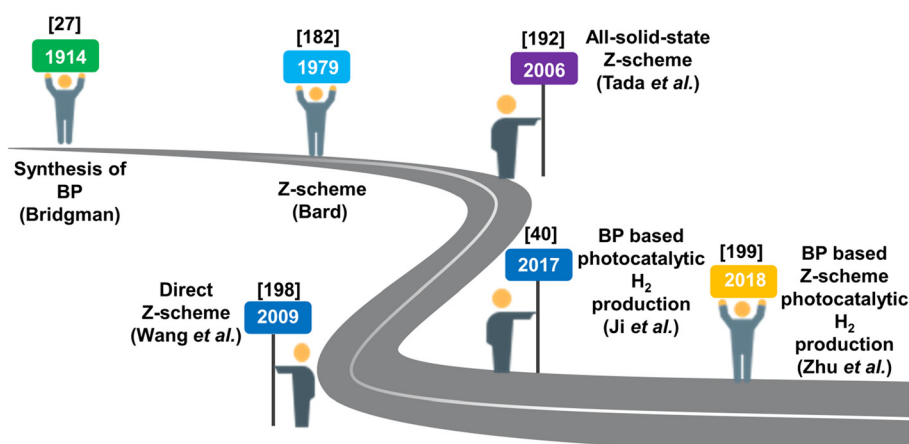 [27]
1914
Synthesis of
BP
(Bridgman)
[182]
1979
Z-scheme
(Bard)
[192]
2006
All-solid-state
Z-scheme
(Tada et al.)
[198]
2009
Direct
Z-scheme
(Wang et al.)
[40]
2017
BP based
photocatalytic
H₂
production
(Ji et al.)
[199]
2018
BP based
Z-scheme
photocatalytic
H₂
production
(Zhu et al.)